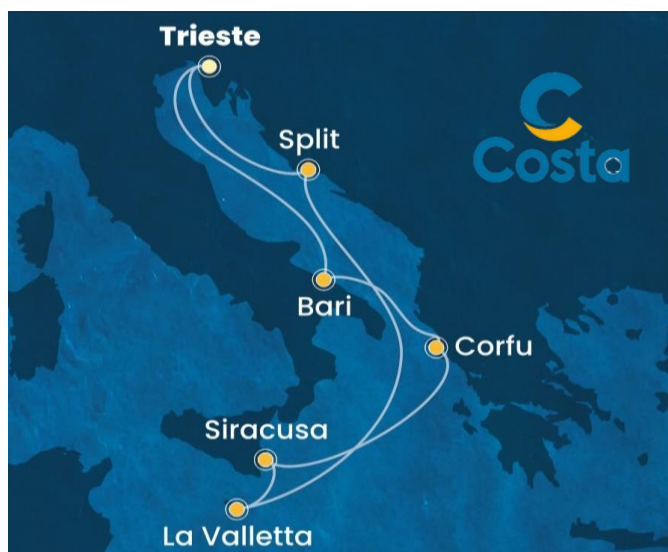 Trieste
Split
Costa
Bari
Corfu
Siracusa
La Valletta